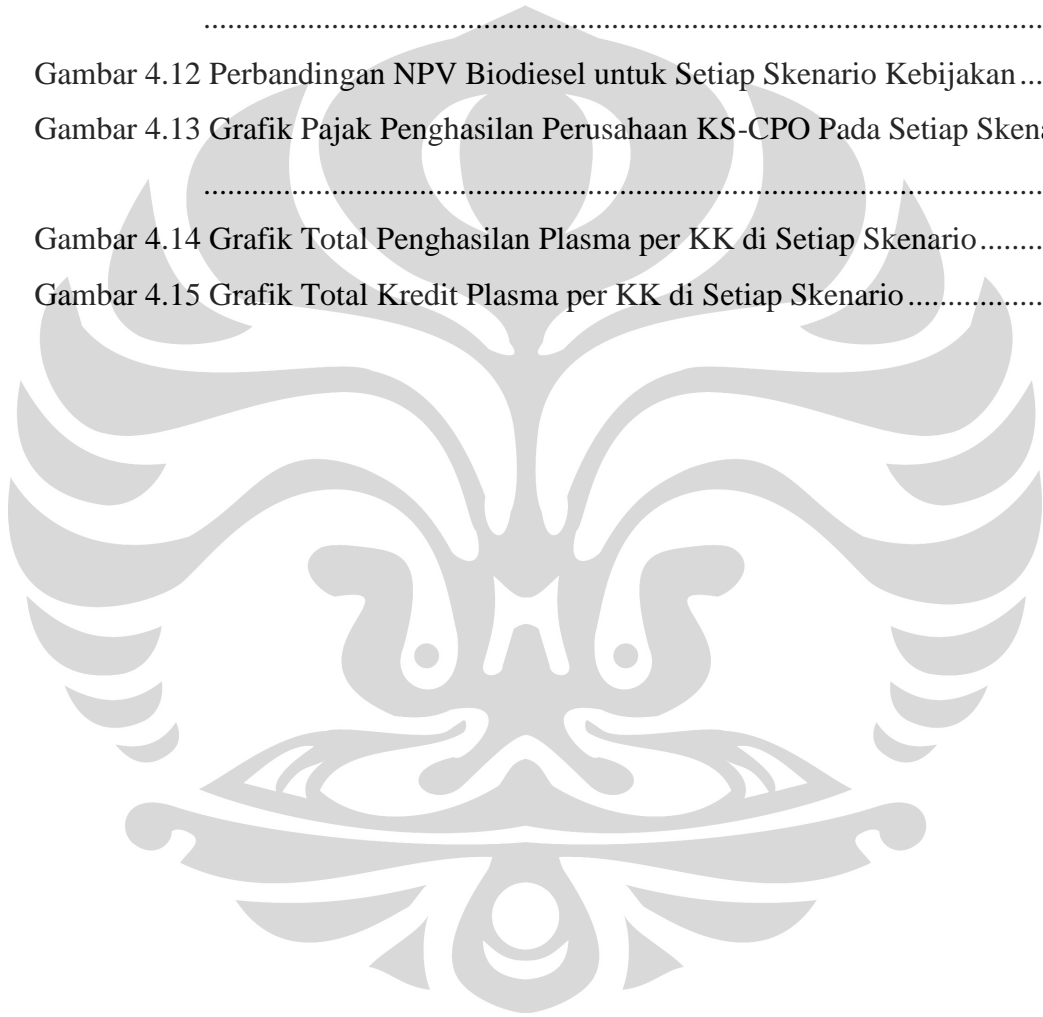 ........................................................................................................
Gambar 4.12 Perbandingan NPV Biodiesel untuk Setiap Skenario Kebijakan ...
Gambar 4.13 Grafik Pajak Penghasilan Perusahaan KS-CPO Pada Setiap
........................................................................................................
Gambar 4.14 Grafik Total Penghasilan Plasma per KK di Setiap Skenario ........
Gambar 4.15 Grafik Total Kredit Plasma per KK di Setiap Skenario .................